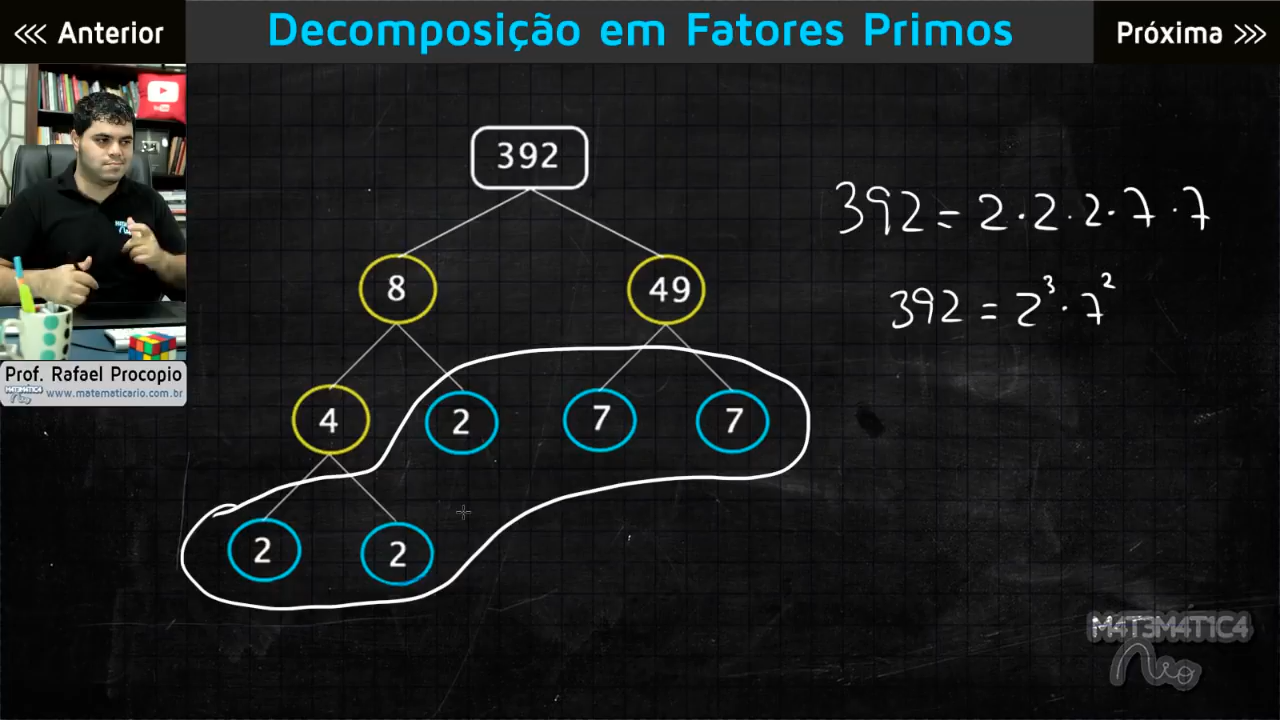 <<< Anterior
Decomposição em Fatores Primos
Próxima >>>
392
392 = 2 · 2 · 2 · 7 · 7
8
49
392 = 2³ · 7²
Prof. Rafael Procopio
www.matematicario.com.br
4
2
7
7
2
2
M4T3M4TIC4
Rio